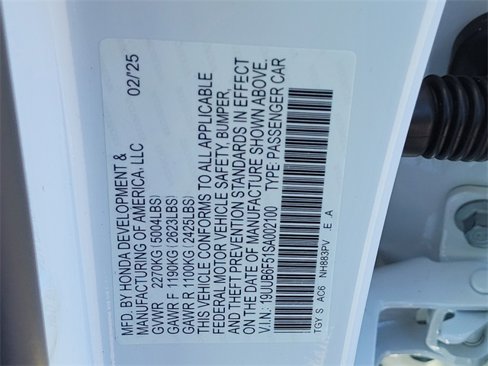 MFD. BY HONDA DEVELOPMENT & 02/'25
MANUFACTURING OF AMERICA, LLC
GVWR 2270KG (5004LBS)
GAWR F 1190KG (2623LBS)
GAWR R 1100KG (2425LBS)
THIS VEHICLE CONFORMS TO ALL APPLICABLE
FEDERAL MOTOR VEHICLE SAFETY, BUMPER,
AND THEFT PREVENTION STANDARDS IN EFFECT
ON THE DATE OF MANUFACTURE SHOWN ABOVE.
V.I.N.: 19UUB6F51SA002100 TYPE: PASSENGER CAR
TGY S AC6 NH883PV E A